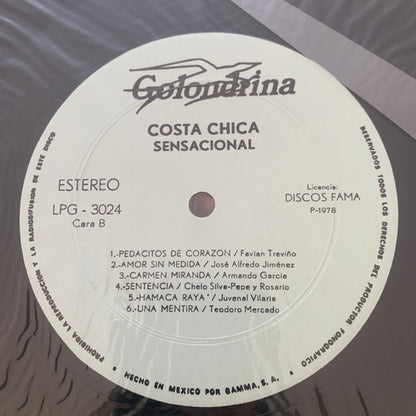 Golondrina
COSTA CHICA
SENSACIONAL
ESTEREO
LPG - 3024
Cara B
Licencia:
DISCOS FAMA
P-1978
1.-PEDACITOS DE CORAZON / Favian Treviño
2.-AMOR SIN MEDIDA / José Alfredo Jiménez
3.-CARMEN MIRANDA / Armando Garcia
4.-SENTENCIA / Chelo Silva-Pepe y Rosario
5.-HAMACA RAYA' / Juvenal Vilaria
6.-UNA MENTIRA / Teodoro Mercado
PROHIBIDA LA REPRODUCCION Y LA RADIODIFUSION DE ESTE DISCO
RESERVADOS TODOS LOS DERECHOS DEL PRODUCTOR FONOGRAFICO
• HECHO EN MEXICO POR GAMMA, S.A. •